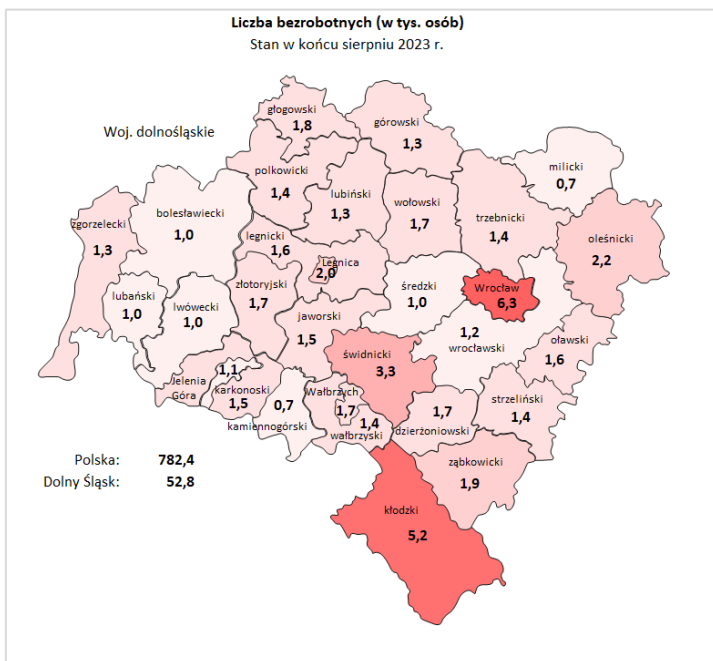 Liczba bezrobotnych (w tys. osób)
Stan w końcu sierpniu 2023 r.
Woj. dolnośląskie
głogowski
1,8
górowski
1,3
milicki
0,7
polkowicki
1,4
lubiński
1,3
wołowski
1,7
trzebnicki
1,4
oleśnicki
2,2
zgorzelecki
1,3
bolesławiecki
1,0
legnicki
1,6
Legnica
2,0
złotoryjski
1,7
średzki
1,0
Wrocław
6,3
lubański
1,0
lwówecki
1,0
jaworski
1,5
1,2
wrocławski
oławski
1,6
świdnicki
3,3
1,1
Jelenia
Góra
karkonoski
1,5
0,7
kamiennogórski
Wałbrzych
1,7
1,4
wałbrzyski
1,7
dzierżoniowski
strzeliński
1,4
ząbkowicki
1,9
kłodzki
5,2
Polska: 782,4
Dolny Śląsk: 52,8